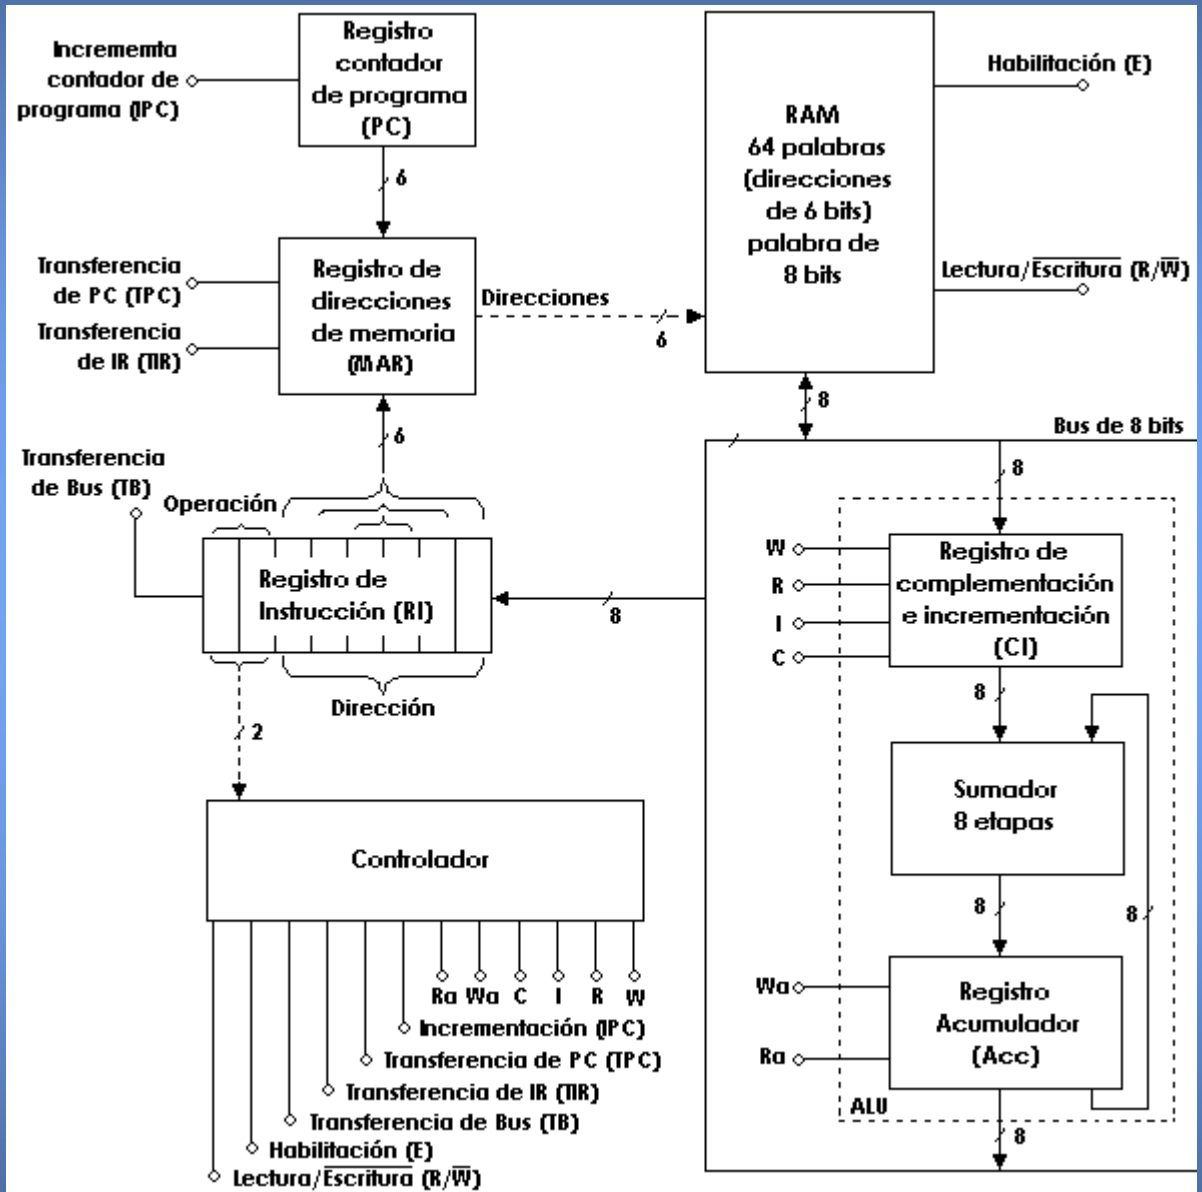 Incrememta
contador de
programa (IPC)
Registro
contador
de programa
(PC)
6
RAM
64 palabras
(direcciones
de 6 bits)
palabra de
8 bits
Habilitación (E)
Lectura/Escritura (R/W)
Transferencia
de PC (TPC)
Transferencia
de IR (TIR)
Registro de
direcciones
de memoria
(MAR)
Direcciones
6
8
Bus de 8 bits
6
Transferencia
de Bus (TB)
Operación
Registro de
Instrucción (RI)
8
Dirección
2
8
W
R
I
C
Registro de
complementación
e incrementación
(CI)
8
Sumador
8 etapas
8
8
Wa
Ra
Registro
Acumulador
(Acc)
ALU
8
Controlador
Ra Wa C I R W
Incrementación (IPC)
Transferencia de PC (TPC)
Transferencia de IR (TIR)
Transferencia de Bus (TB)
Habilitación (E)
Lectura/Escritura (R/W)